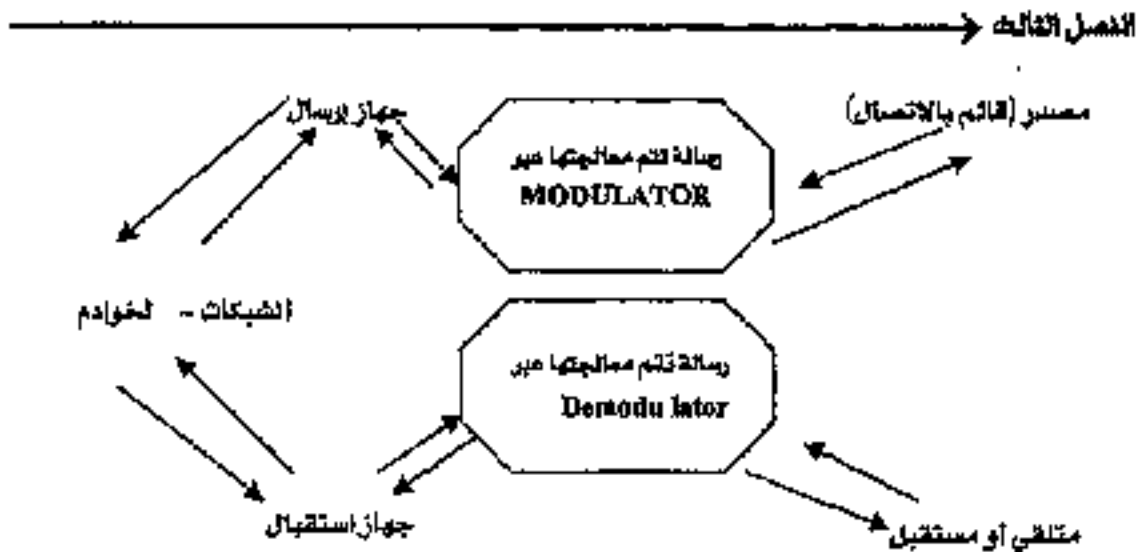 الفصل الثالث
مصدر (قائم بالاتصال)
رسالة تتم معالجتها عبر
MODULATOR
جهاز إرسال
الشبكات - الخوادم
رسالة تتم معالجتها عبر
Demodu lator
جهاز استقبال
متلقي أو مستقبل